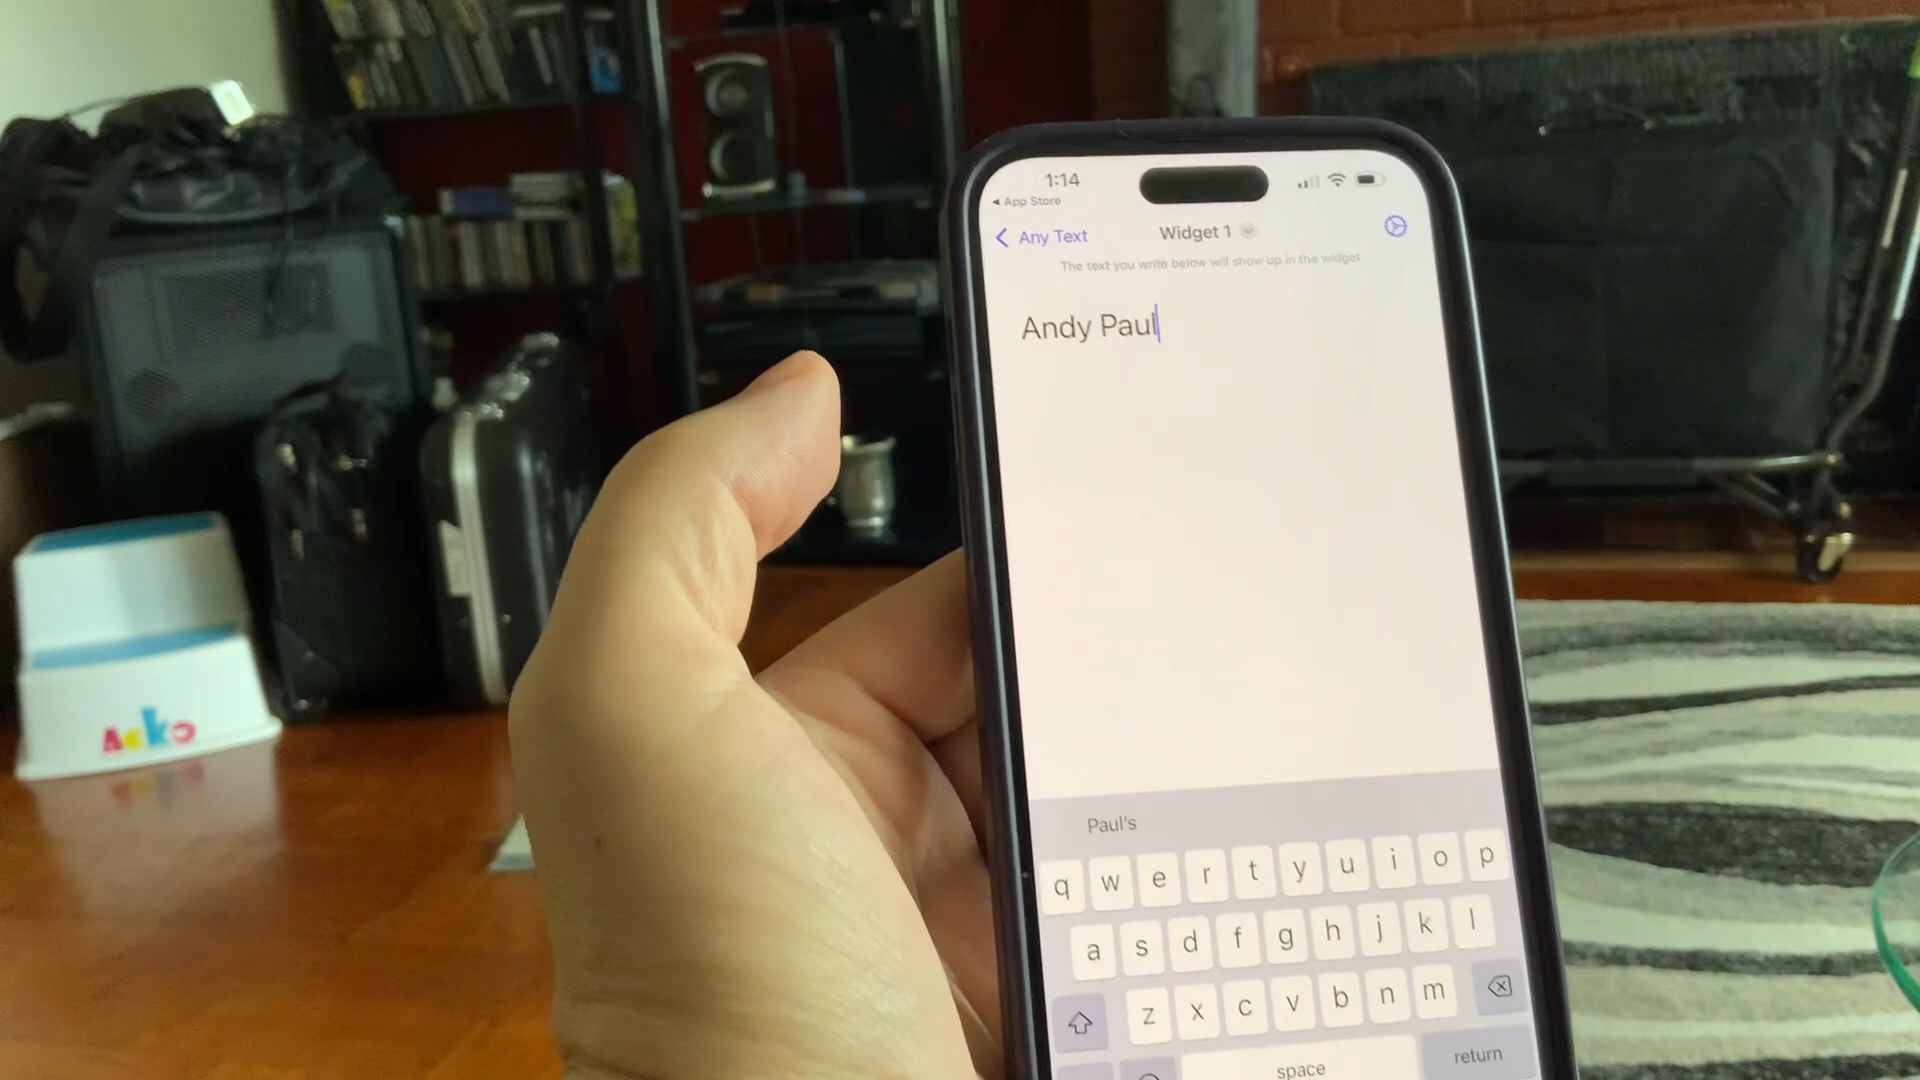 1:14
App Store
Any Text
Widget 1
The text you write below will show up in the widget
Andy Paul
Paul's
q w e r t y u i o p
a s d f g h j k l
z x c v b n m
space
return
Acko